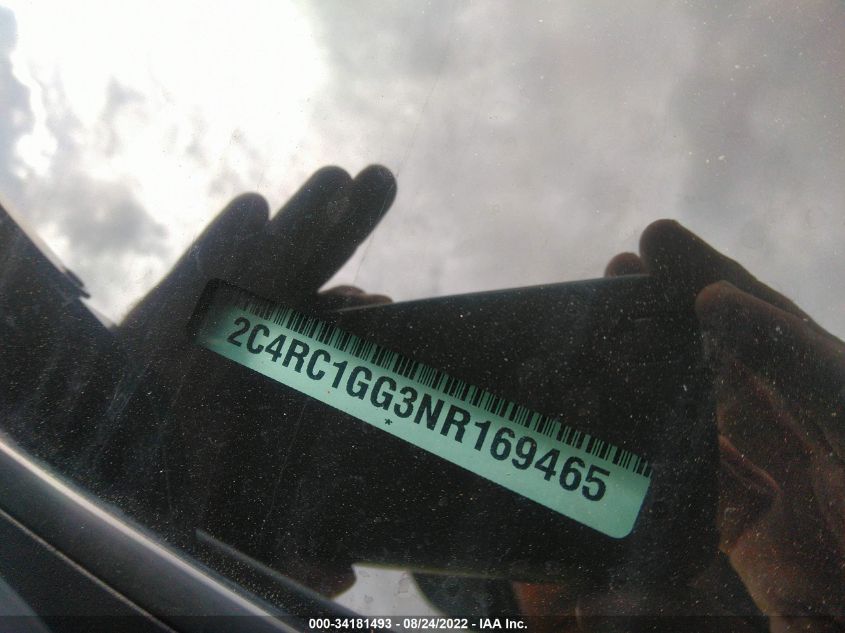 2C4RC1GG3NR169465
*
000-34181493 - 08/24/2022 - IAA Inc.